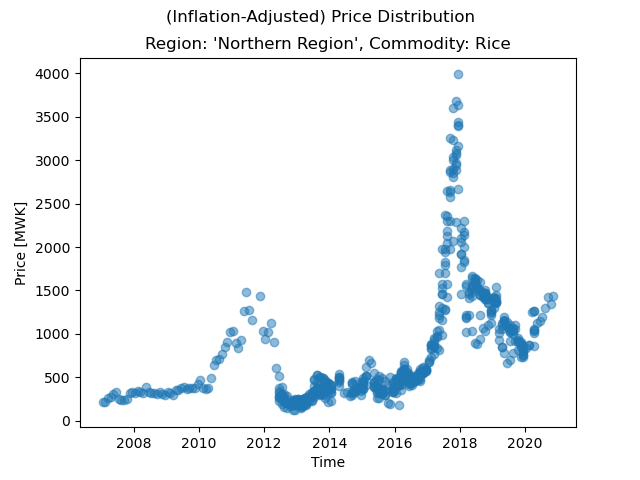 (Inflation-Adjusted) Price Distribution
Region: 'Northern Region', Commodity: Rice
4000
3500
3000
2500
2000
1500
1000
500
0
Price [MWK]
2008 2010 2012 2014 2016 2018 2020
Time